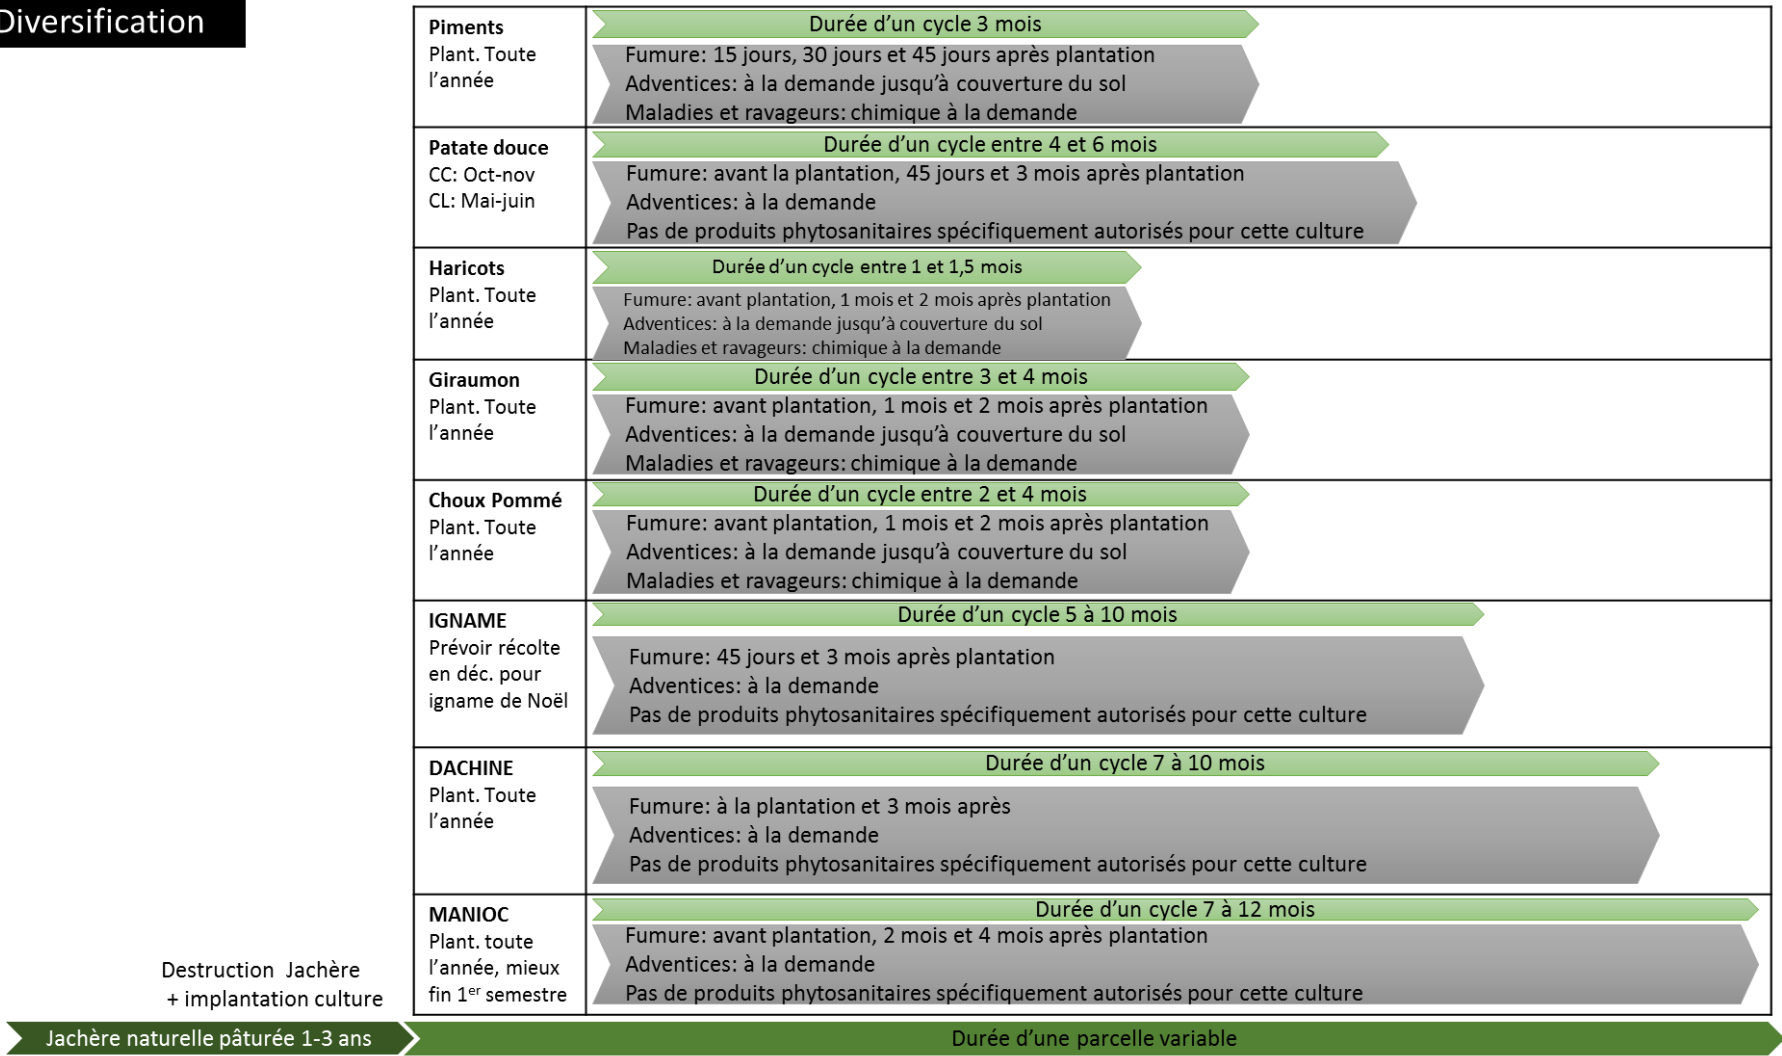 Diversification
Piments
Plant. Toute
l'année
Durée d'un cycle 3 mois
Fumure: 15 jours, 30 jours et 45 jours après plantation
Adventices: à la demande jusqu'à couverture du sol
Maladies et ravageurs: chimique à la demande
Patate douce
CC: Oct-nov
CL: Mai-juin
Durée d'un cycle entre 4 et 6 mois
Fumure: avant la plantation, 45 jours et 3 mois après plantation
Adventices: à la demande
Pas de produits phytosanitaires spécifiquement autorisés pour cette culture
Haricots
Plant. Toute
l'année
Durée d'un cycle entre 1 et 1,5 mois
Fumure: avant plantation, 1 mois et 2 mois après plantation
Adventices: à la demande jusqu'à couverture du sol
Maladies et ravageurs: chimique à la demande
Giraumon
Plant. Toute
l'année
Durée d'un cycle entre 3 et 4 mois
Fumure: avant plantation, 1 mois et 2 mois après plantation
Adventices: à la demande jusqu'à couverture du sol
Maladies et ravageurs: chimique à la demande
Choux Pommé
Plant. Toute
l'année
Durée d'un cycle entre 2 et 4 mois
Fumure: avant plantation, 1 mois et 2 mois après plantation
Adventices: à la demande jusqu'à couverture du sol
Maladies et ravageurs: chimique à la demande
IGNAME
Prévoir récolte
en déc. pour
igname de Noël
Durée d'un cycle 5 à 10 mois
Fumure: 45 jours et 3 mois après plantation
Adventices: à la demande
Pas de produits phytosanitaires spécifiquement autorisés pour cette culture
DACHINE
Plant. Toute
l'année
Durée d'un cycle 7 à 10 mois
Fumure: à la plantation et 3 mois après
Adventices: à la demande
Pas de produits phytosanitaires spécifiquement autorisés pour cette culture
MANIOC
Plant. toute
l'année, mieux
fin 1er semestre
Durée d'un cycle 7 à 12 mois
Fumure: avant plantation, 2 mois et 4 mois après plantation
Adventices: à la demande
Pas de produits phytosanitaires spécifiquement autorisés pour cette culture
Destruction Jachère
+ implantation culture
Jachère naturelle pâturée 1-3 ans
Durée d'une parcelle variable